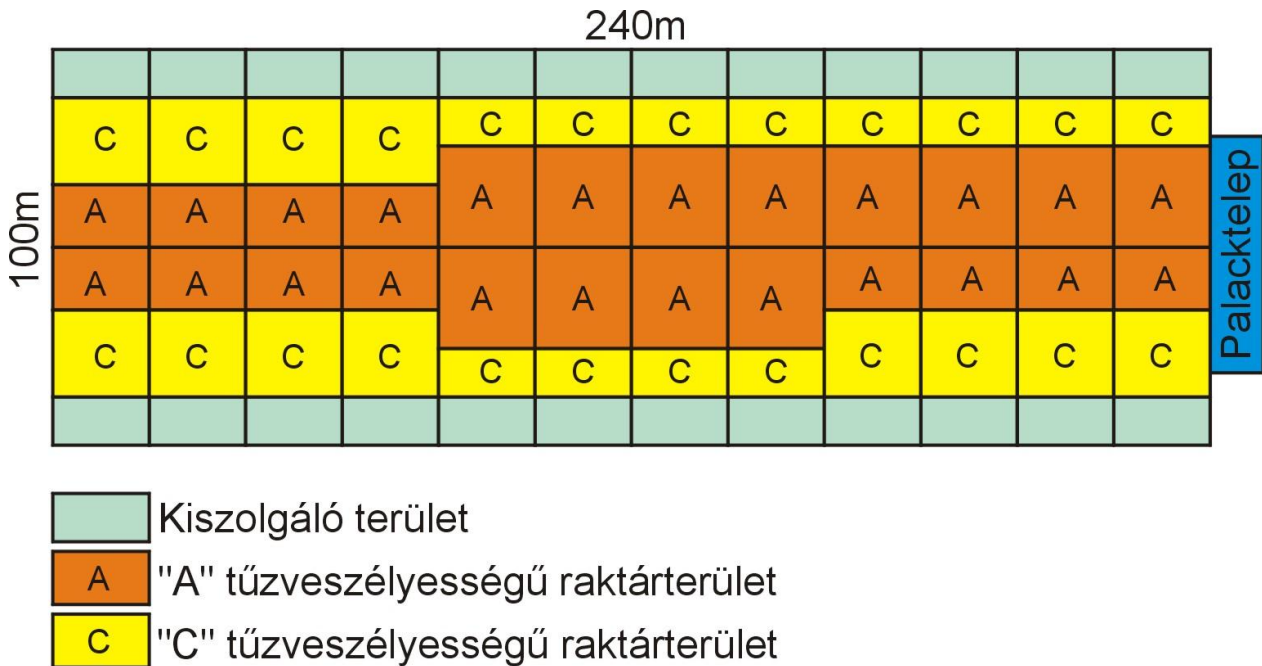 240m
C C C C C C C C C C C C
A A A A A A A A A A A A
100m
A A A A A A A A A A A A
C C C C C C C C C C C C
Palacktelep
Kiszolgáló terület
A "A" tűzveszélyességű raktárterület
C "C" tűzveszélyességű raktárterület